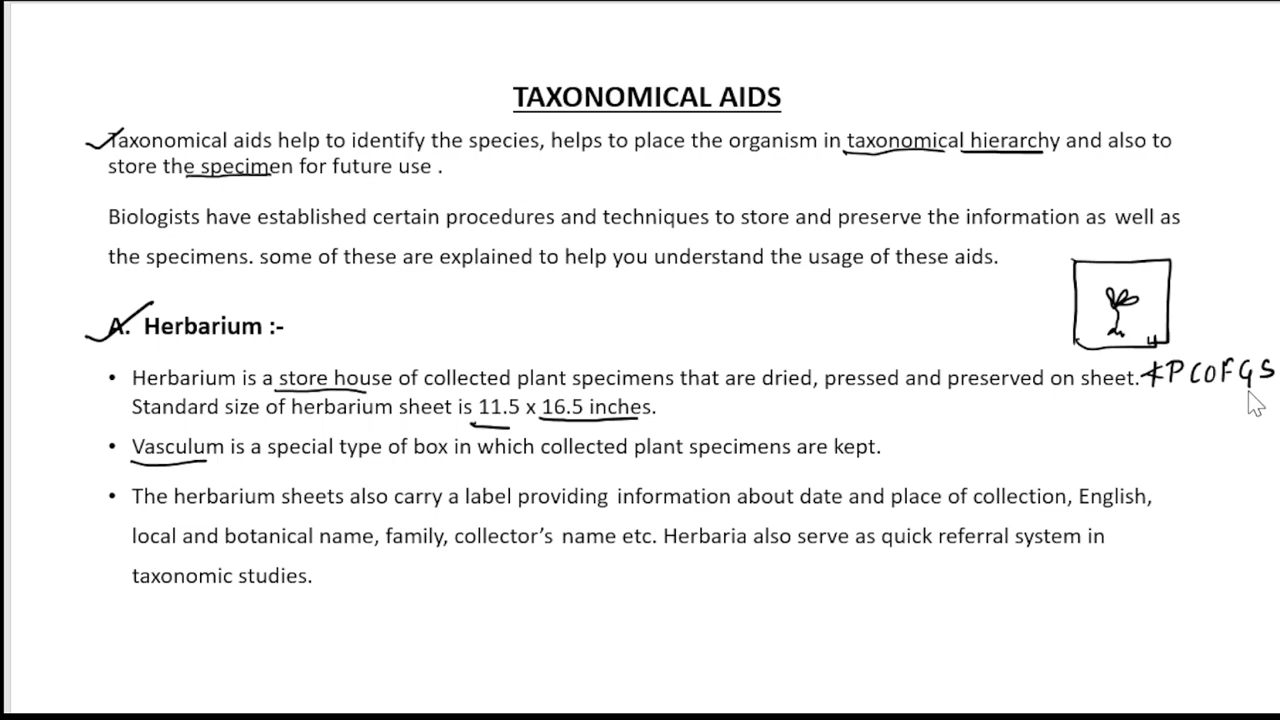 TAXONOMICAL AIDS
Taxonomical aids help to identify the species, helps to place the organism in taxonomical hierarchy and also to
store the specimen for future use .
Biologists have established certain procedures and techniques to store and preserve the information as well as
the specimens. some of these are explained to help you understand the usage of these aids.
A. Herbarium :-
• Herbarium is a store house of collected plant specimens that are dried, pressed and preserved on sheet.
KPCOFGS
Standard size of herbarium sheet is 11.5 x 16.5 inches.
• Vasculum is a special type of box in which collected plant specimens are kept.
• The herbarium sheets also carry a label providing information about date and place of collection, English,
local and botanical name, family, collector’s name etc. Herbaria also serve as quick referral system in
taxonomic studies.